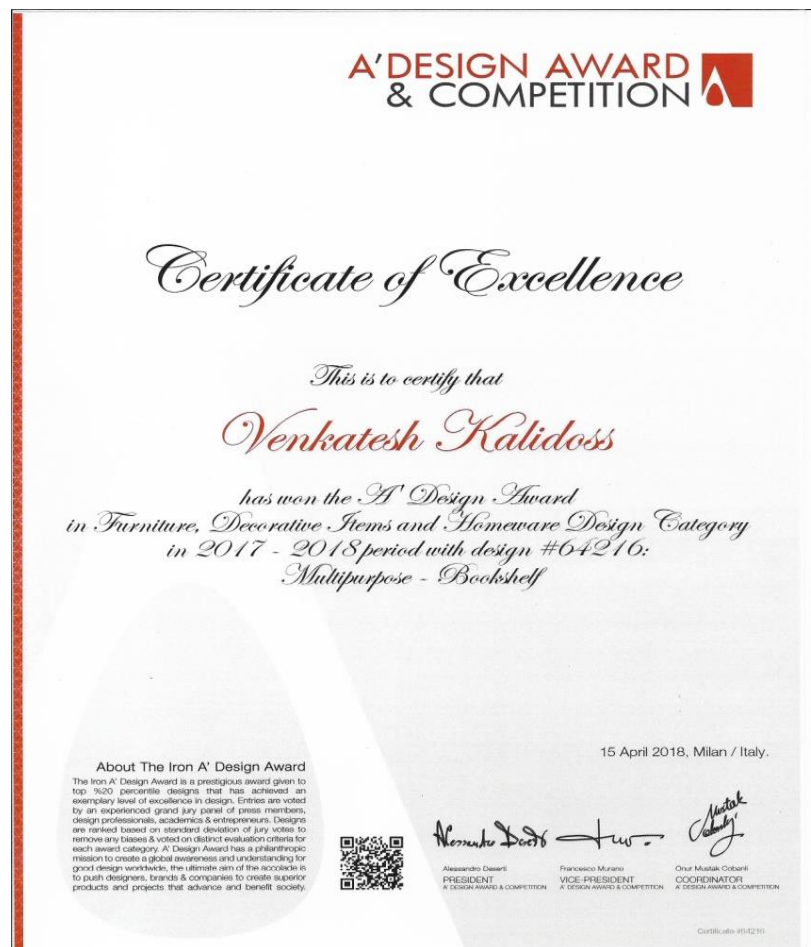 A'DESIGN AWARD
& COMPETITION
Certificate of Excellence
This is to certify that
Venkatesh Kalidoss
has won the A' Design Award
in Furniture, Decorative Items and Homeware Design Category
in 2017 - 2018 period with design #64216:
Multipurpose - Bookshelf
15 April 2018, Milan / Italy.
About The Iron A' Design Award
The Iron A' Design Award is a prestigious award given to
top %20 percentile designs that has achieved an
exemplary level of excellence in design. Entries are voted
by an experienced grand jury panel of press members,
design professionals, academics & entrepreneurs. Designs
are ranked based on standard deviation of jury votes to
remove any biases & voted on distinct evaluation criteria for
each award category. A' Design Award has a philanthropic
mission to create a global awareness and understanding for
good design worldwide, the ultimate aim of the accolade is
to push designers, brands & companies to create superior
products and projects that advance and benefit society.
Alessandro Deserti
PRESIDENT
A' DESIGN AWARD & COMPETITION
Francesco Murano
VICE-PRESIDENT
A' DESIGN AWARD & COMPETITION
Onur Mustak Cobanli
COORDINATOR
A' DESIGN AWARD & COMPETITION
Certificate #64216